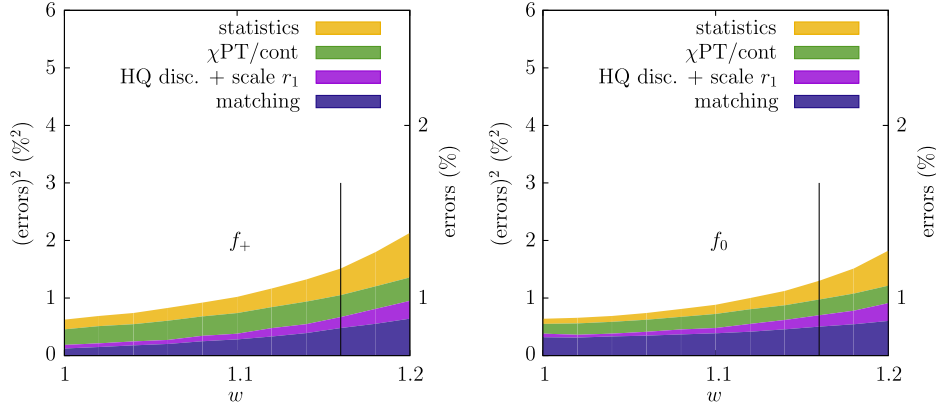 6
5
4
3
2
1
0
(errors)² (%²)
statistics
χPT/cont
HQ disc. + scale r₁
matching
f₊
2
1
errors (%)
1
1.1
1.2
w
6
5
4
3
2
1
0
(errors)² (%²)
statistics
χPT/cont
HQ disc. + scale r₁
matching
f₀
2
1
errors (%)
1
1.1
1.2
w